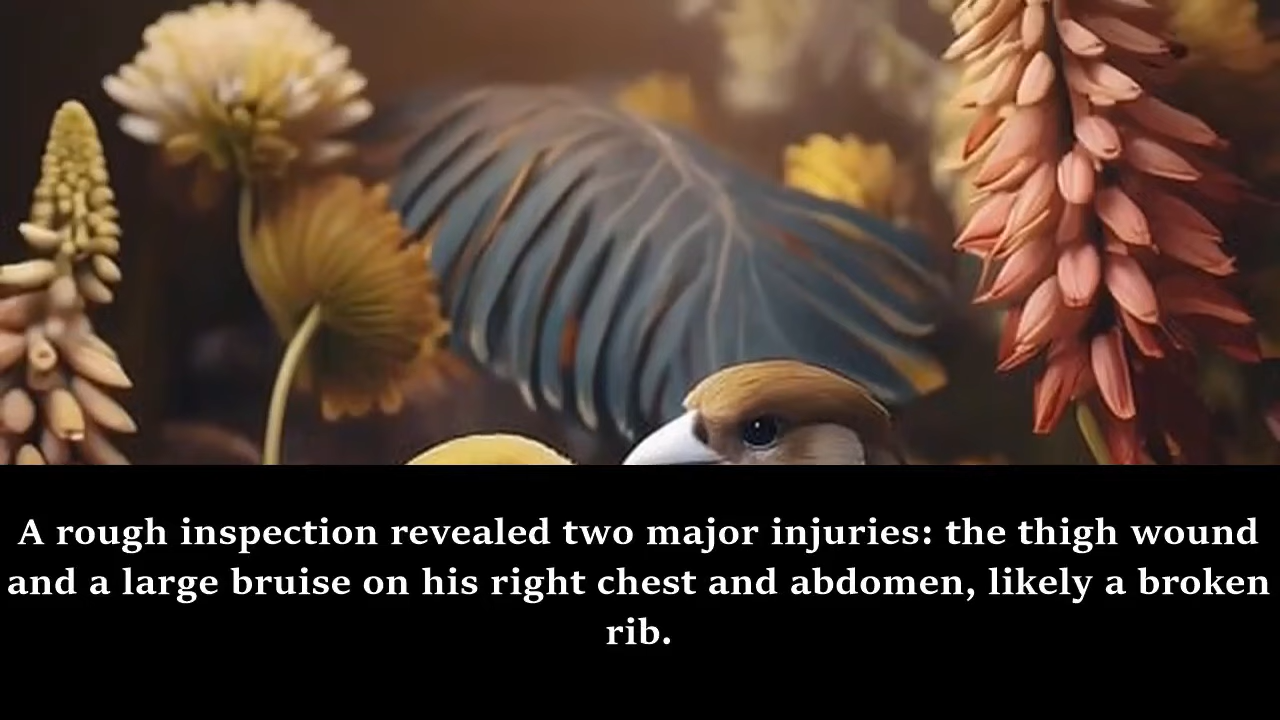 A rough inspection revealed two major injuries: the thigh wound
and a large bruise on his right chest and abdomen, likely a broken
rib.